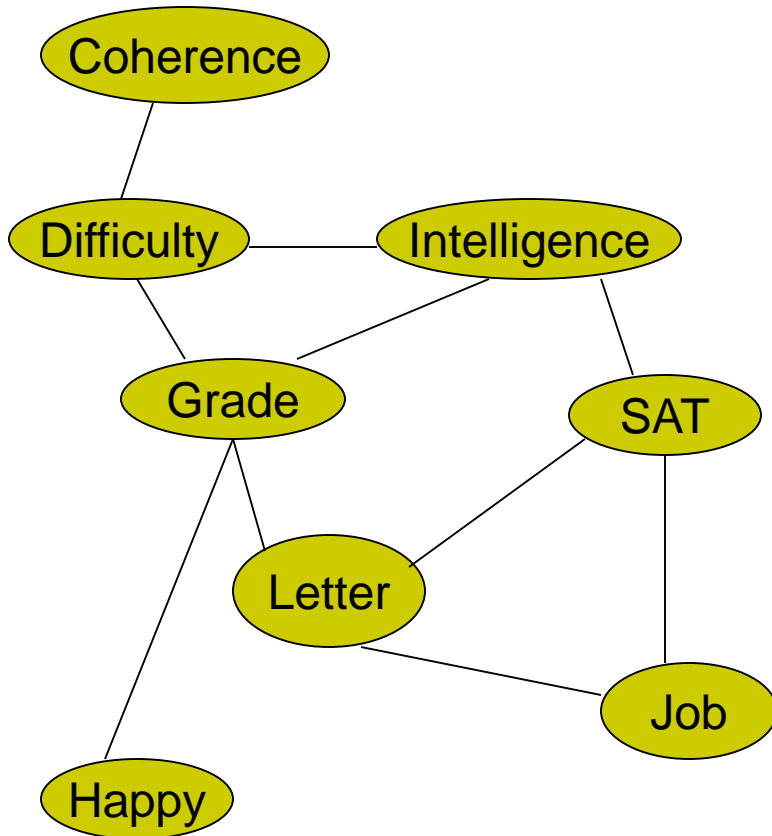 Coherence
Difficulty
Intelligence
Grade
SAT
Letter
Job
Happy